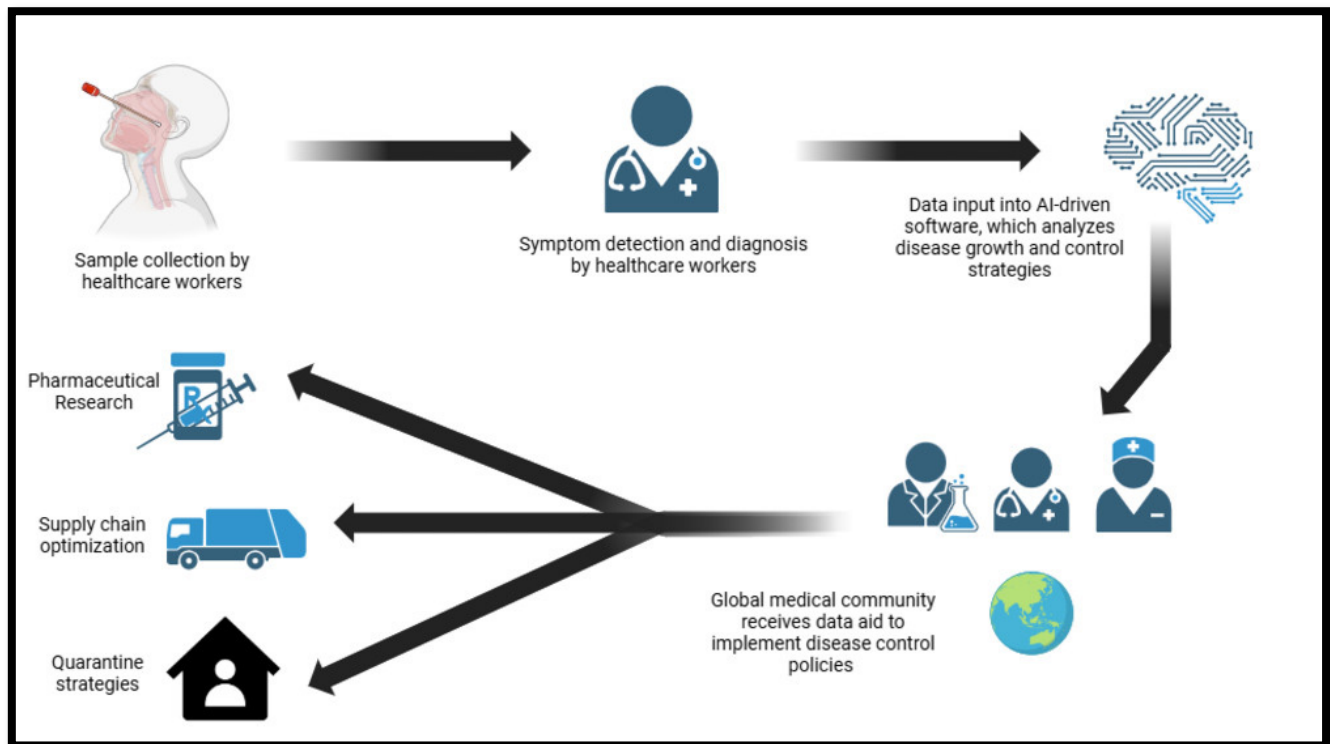 Sample collection by
healthcare workers
Symptom detection and diagnosis
by healthcare workers
Data input into AI-driven
software, which analyzes
disease growth and control
strategies
Global medical community
receives data aid to
implement disease control
policies
Pharmaceutical
Research
R
Supply chain
optimization
Quarantine
strategies